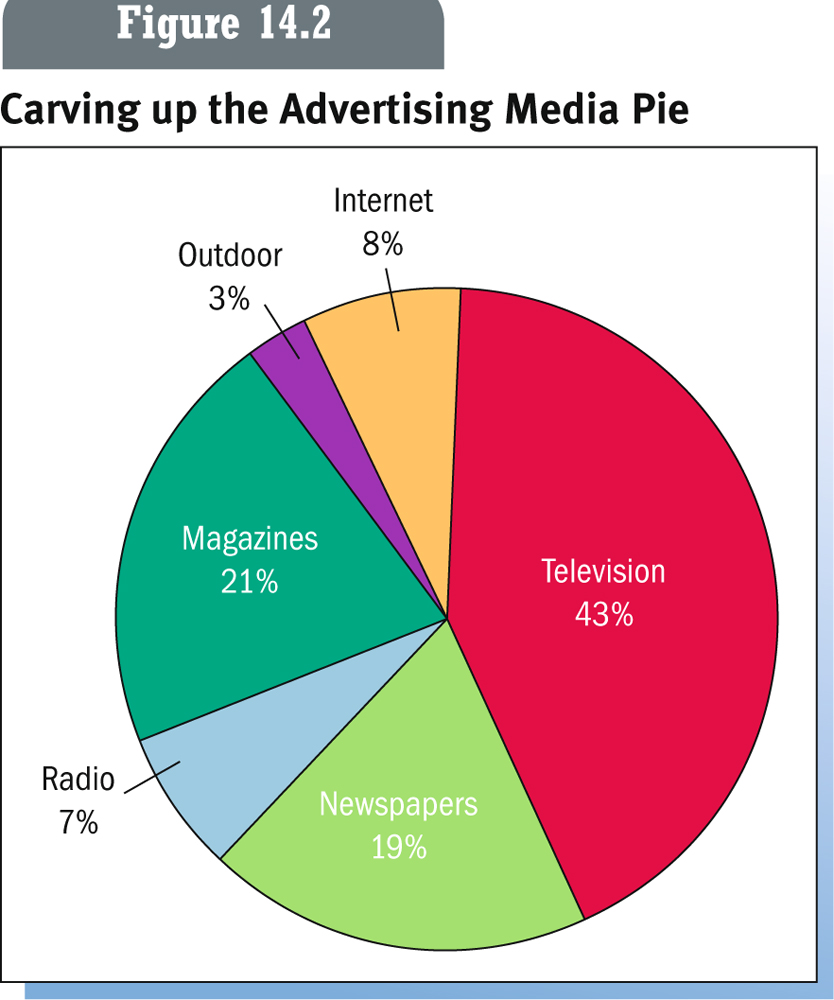 Figure 14.2
Carving up the Advertising Media Pie
Internet
8%
Outdoor
3%
Magazines
21%
Television
43%
Radio
7%
Newspapers
19%